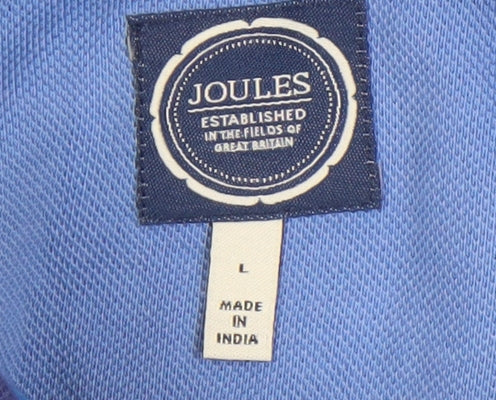 JOULES
ESTABLISHED
IN THE FIELDS OF
GREAT BRITAIN
L
MADE
IN
INDIA